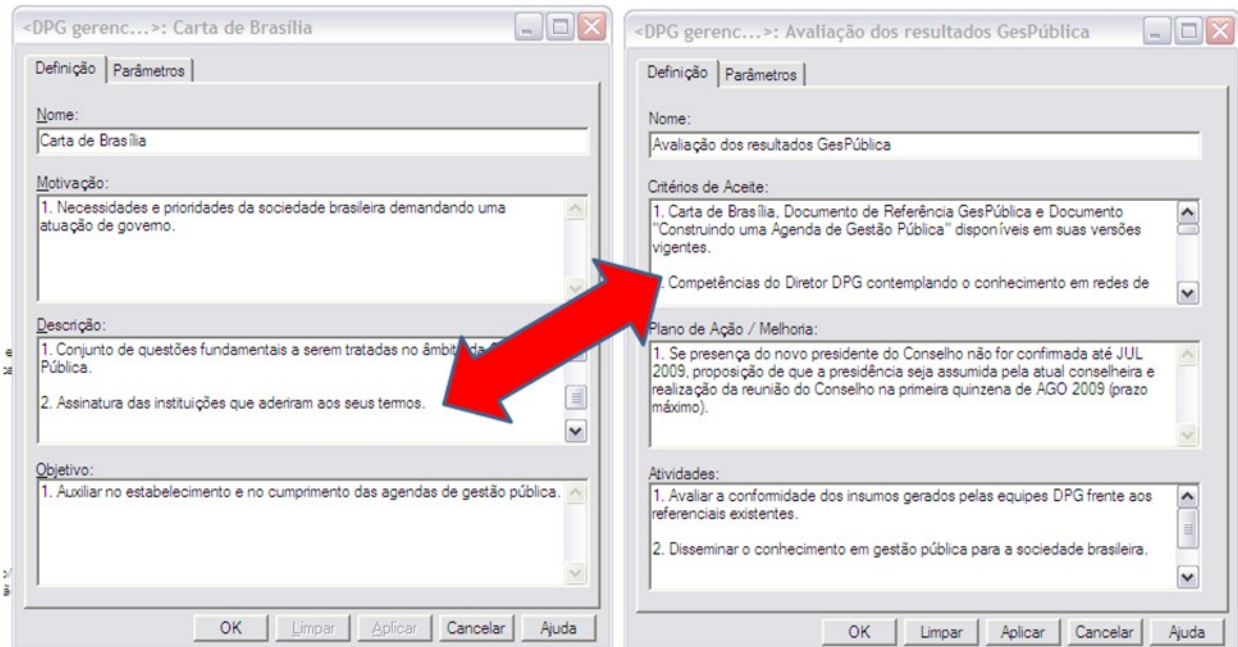 <DPG gerenc...>: Carta de Brasília
Definição
Parâmetros
Nome:
Carta de Brasília
Motivação:
1. Necessidades e prioridades da sociedade brasileira demandando uma
atuação de governo.
Descrição:
1. Conjunto de questões fundamentais a serem tratadas no âmbito da
Pública.
2. Assinatura das instituições que aderiram aos seus termos.
Objetivo:
1. Auxiliar no estabelecimento e no cumprimento das agendas de gestão pública.
OK
Limpar
Aplicar
Cancelar
Ajuda
<DPG gerenc...>: Avaliação dos resultados GesPública
Definição
Parâmetros
Nome:
Avaliação dos resultados GesPública
Critérios de Aceite:
1. Carta de Brasília, Documento de Referência GesPública e Documento
"Construindo uma Agenda de Gestão Pública" disponíveis em suas versões
vigentes.
Competências do Diretor DPG contemplando o conhecimento em redes de
Plano de Ação / Melhoria:
1. Se presença do novo presidente do Conselho não for confirmada até JUL
2009, proposição de que a presidência seja assumida pela atual conselheira e
realização da reunião do Conselho na primeira quinzena de AGO 2009 (prazo
máximo).
Atividades:
1. Avaliar a conformidade dos insumos gerados pelas equipes DPG frente aos
referenciais existentes.
2. Disseminar o conhecimento em gestão pública para a sociedade brasileira.
OK
Limpar
Aplicar
Cancelar
Ajuda